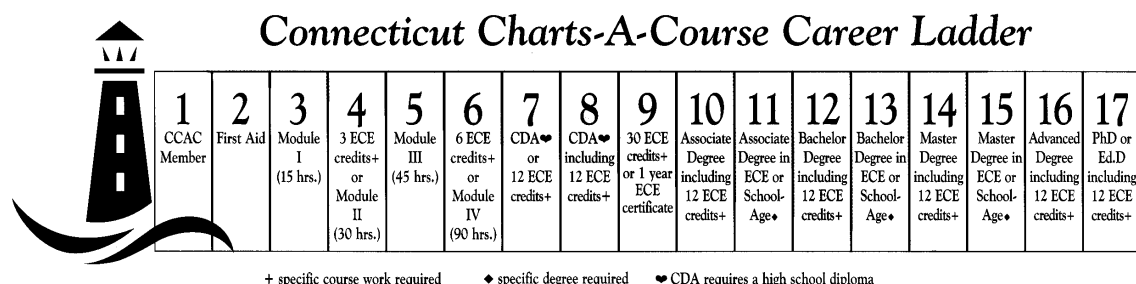 Connecticut Charts-A-Course Career Ladder
1
CCAC
Member
2
First Aid
3
Module
I
(15 hrs.)
4
3 ECE
credits+
or
Module
II
(30 hrs.)
5
Module
III
(45 hrs.)
6
6 ECE
credits+
or
Module
IV
(90 hrs.)
7
CDA❤
or
12 ECE
credits+
8
CDA❤
including
12 ECE
credits+
9
30 ECE
credits+
or 1 year
ECE
certificate
10
Associate
Degree
including
12 ECE
credits+
11
Associate
Degree in
ECE or
School-
Age♦
12
Bachelor
Degree
including
12 ECE
credits+
13
Bachelor
Degree in
ECE or
School-
Age♦
14
Master
Degree
including
12 ECE
credits+
15
Master
Degree in
ECE or
School-
Age♦
16
Advanced
Degree
including
12 ECE
credits+
17
PhD or
Ed.D
including
12 ECE
credits+
+ specific course work required ♦ specific degree required ❤ CDA requires a high school diploma